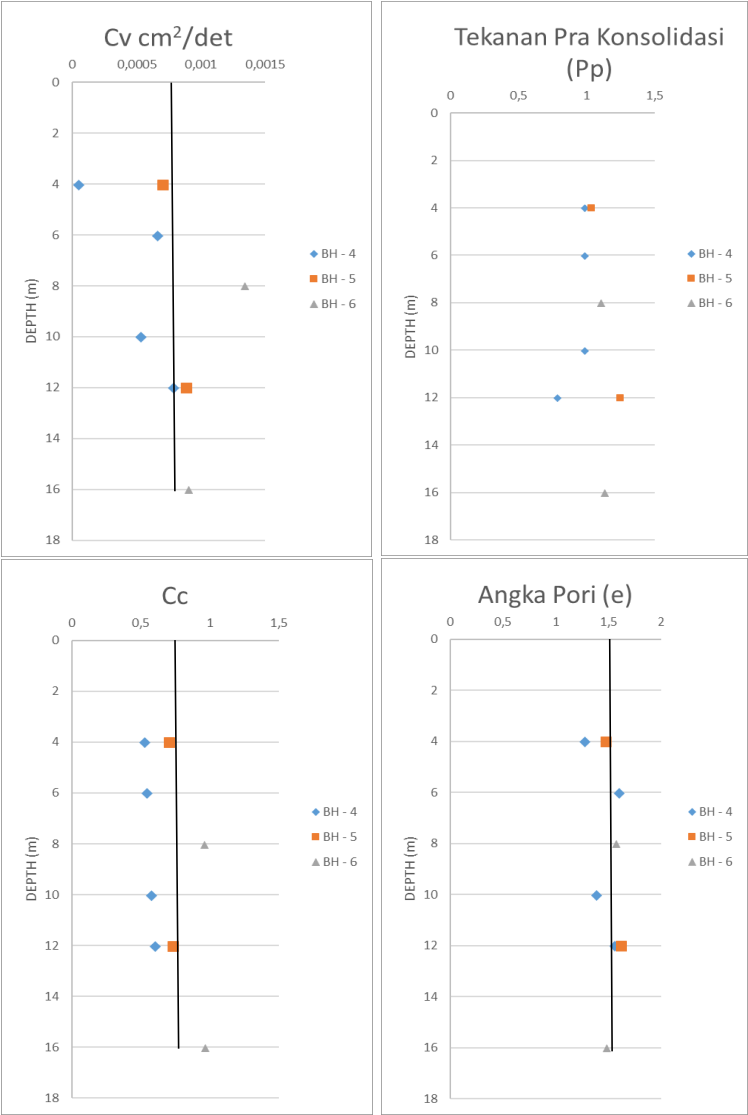 Cv cm²/det
0 0,0005 0,001 0,0015
0
2
4
6
8
10
12
14
16
18
DEPTH (m)
BH - 4
BH - 5
BH - 6
Tekanan Pra Konsolidasi
(Pp)
0 0,5 1 1,5
0
2
4
6
8
10
12
14
16
18
DEPTH (m)
BH - 4
BH - 5
BH - 6
Cc
0 0,5 1 1,5
0
2
4
6
8
10
12
14
16
18
DEPTH (m)
BH - 4
BH - 5
BH - 6
Angka Pori (e)
0 0,5 1 1,5 2
0
2
4
6
8
10
12
14
16
18
DEPTH (m)
BH - 4
BH - 5
BH - 6